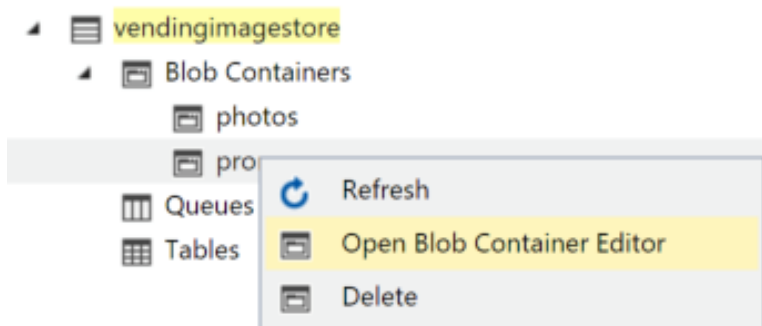 vendingimagestore
Blob Containers
photos
pro
Queues
Tables
Refresh
Open Blob Container Editor
Delete